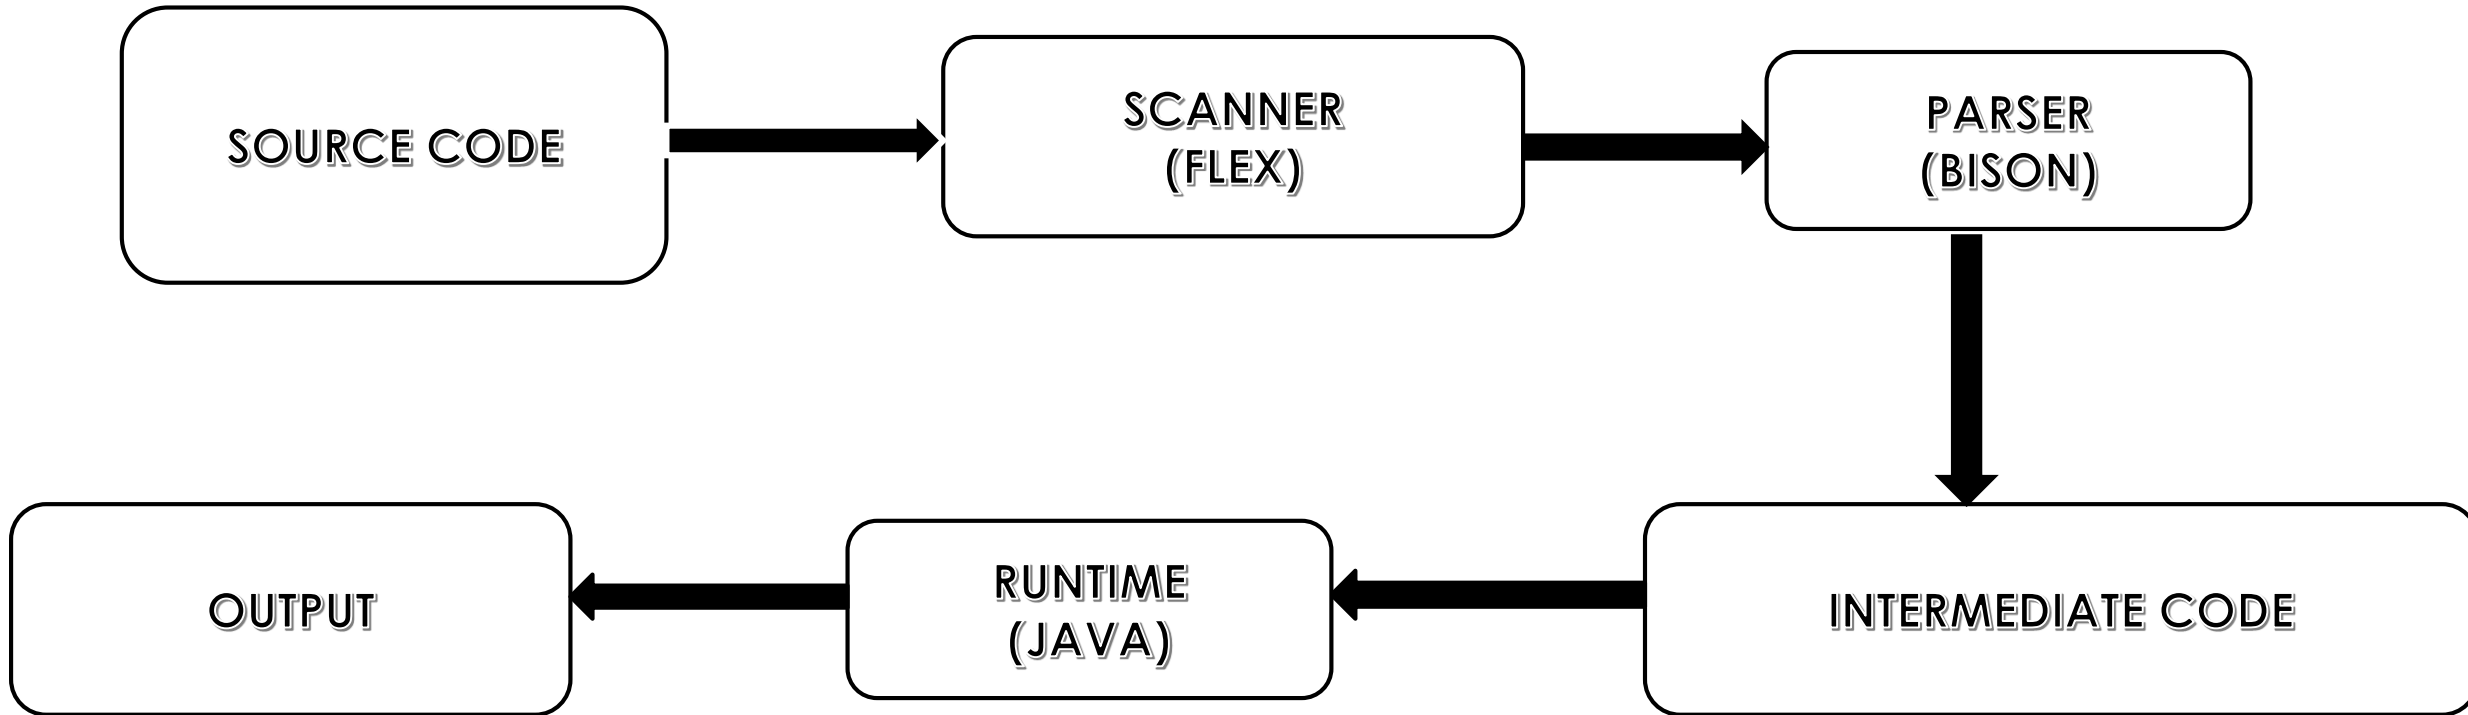 SOURCE CODE
SCANNER
(FLEX)
PARSER
(BISON)
OUTPUT
RUNTIME
(JAVA)
INTERMEDIATE CODE